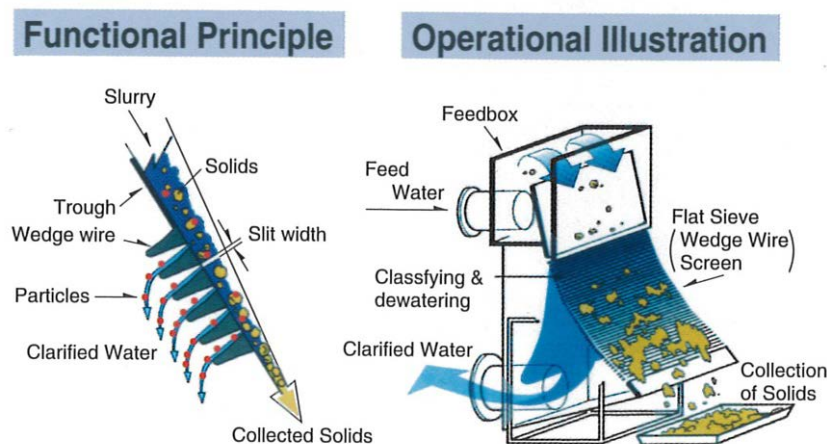 Functional Principle
Operational Illustration
Slurry
Solids
Trough
Wedge wire
Slit width
Particles
Clarified Water
Collected Solids
Feedbox
Feed
Water
Flat Sieve
(Wedge Wire)
Screen
Classfying &
dewatering
Clarified Water
Collection
of Solids